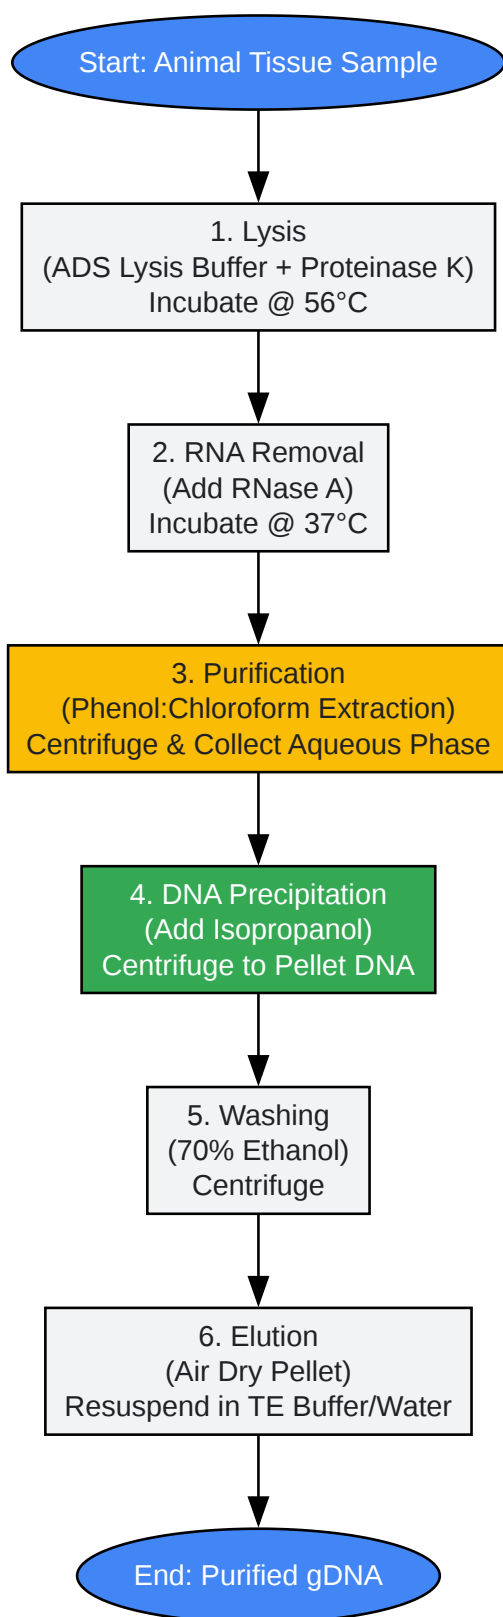 Start: Animal Tissue Sample
1. Lysis
(ADS Lysis Buffer + Proteinase K)
Incubate @ 56°C
2. RNA Removal
(Add RNase A)
Incubate @ 37°C
3. Purification
(Phenol:Chloroform Extraction)
Centrifuge & Collect Aqueous Phase
4. DNA Precipitation
(Add Isopropanol)
Centrifuge to Pellet DNA
5. Washing
(70% Ethanol)
Centrifuge
6. Elution
(Air Dry Pellet)
Resuspend in TE Buffer/Water
End: Purified gDNA